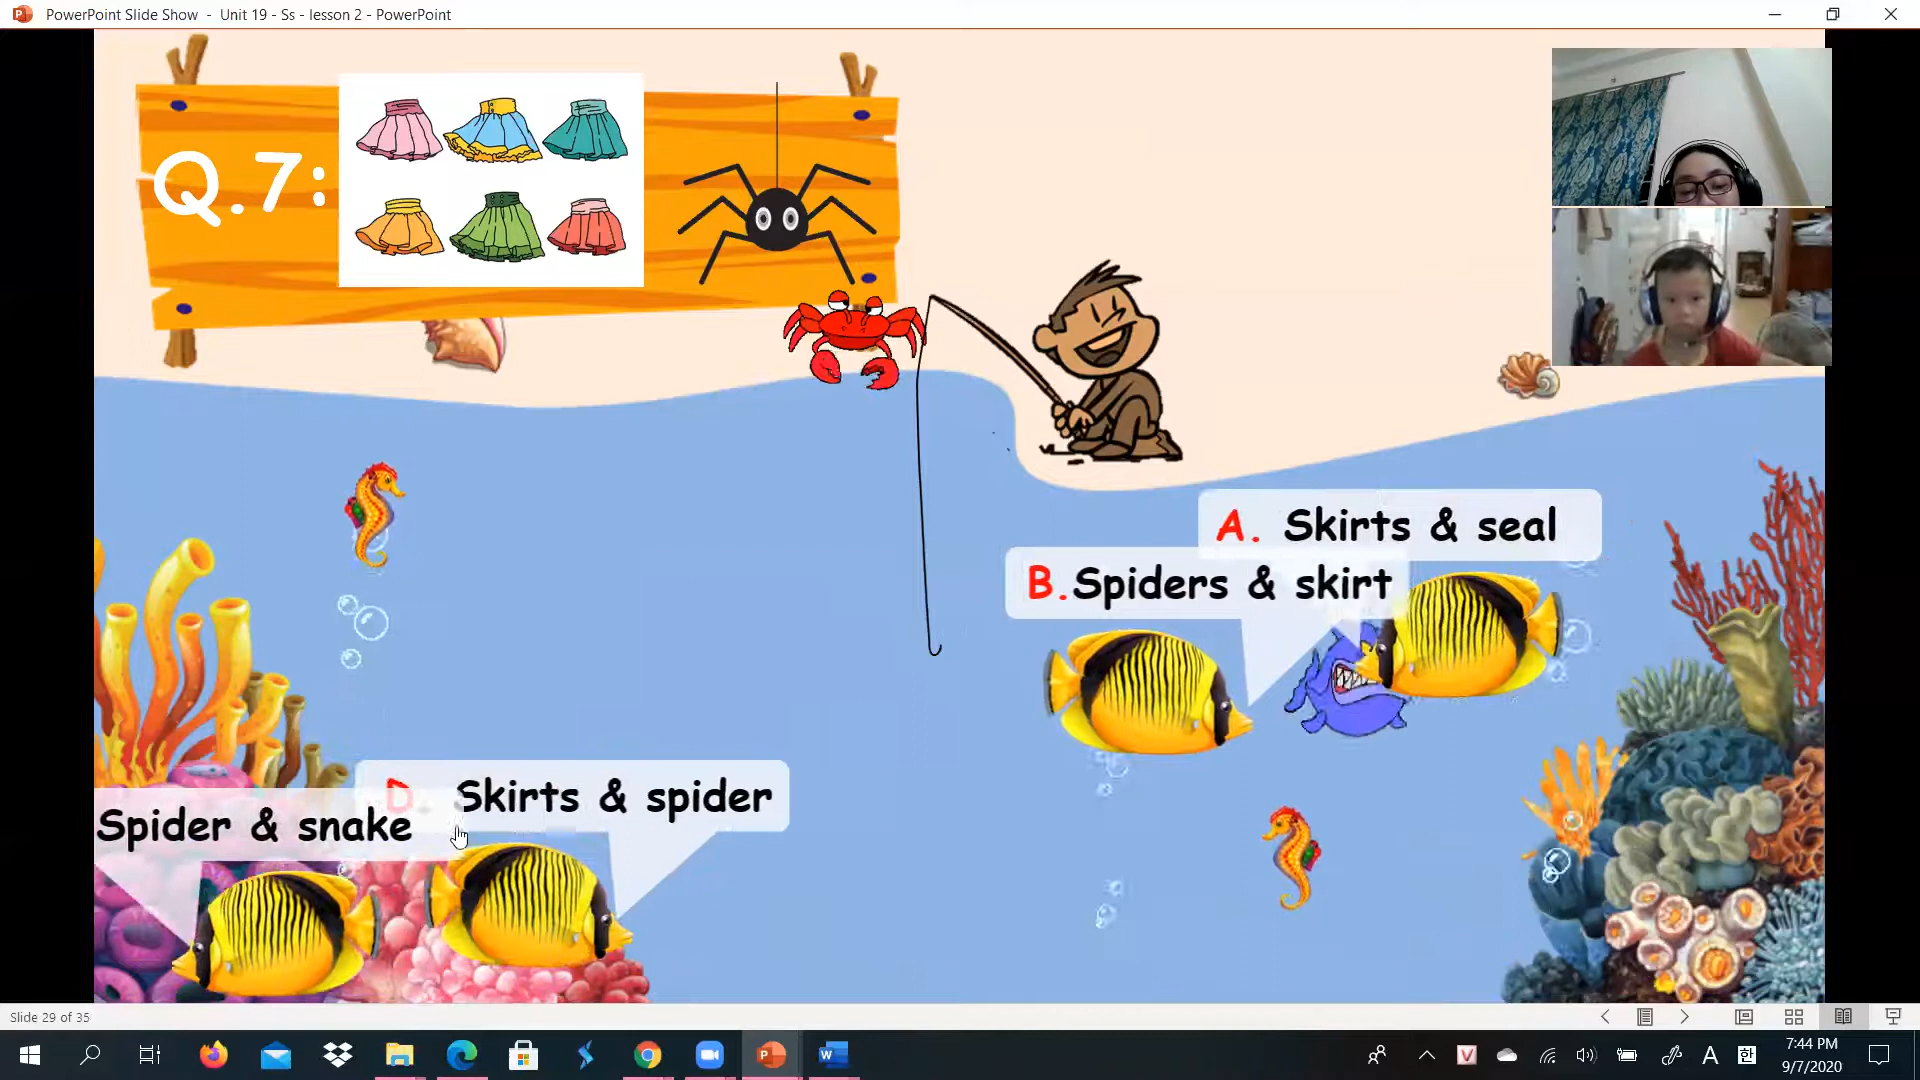 PowerPoint Slide Show - Unit 19 - Ss - lesson 2 - PowerPoint
Q.7:
A. Skirts & seal
B.Spiders & skirt
D. Skirts & spider
Spider & snake
Slide 29 of 35
7:44 PM
9/7/2020